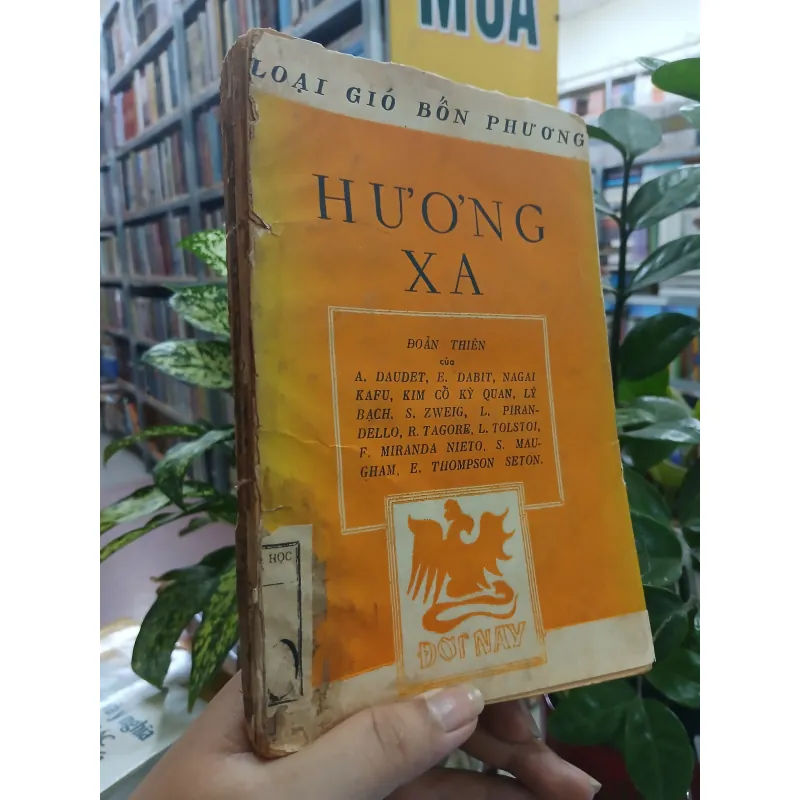 MUA
LOẠI GIÓ BỐN PHƯƠNG
HƯƠNG
XA
ĐOẢN THIÊN
của
A. DAUDET, E. DABIT, NAGAI
KAFU, KIM CỔ KỲ QUAN, LÝ
BẠCH, S. ZWEIG, L. PIRAN-
DELLO, R. TAGORE, L. TOLSTOI,
F. MIRANDA NIETO, S. MAU-
GHAM, E. THOMPSON SETON.
HỌC
ĐỜI NAY
nghĩa